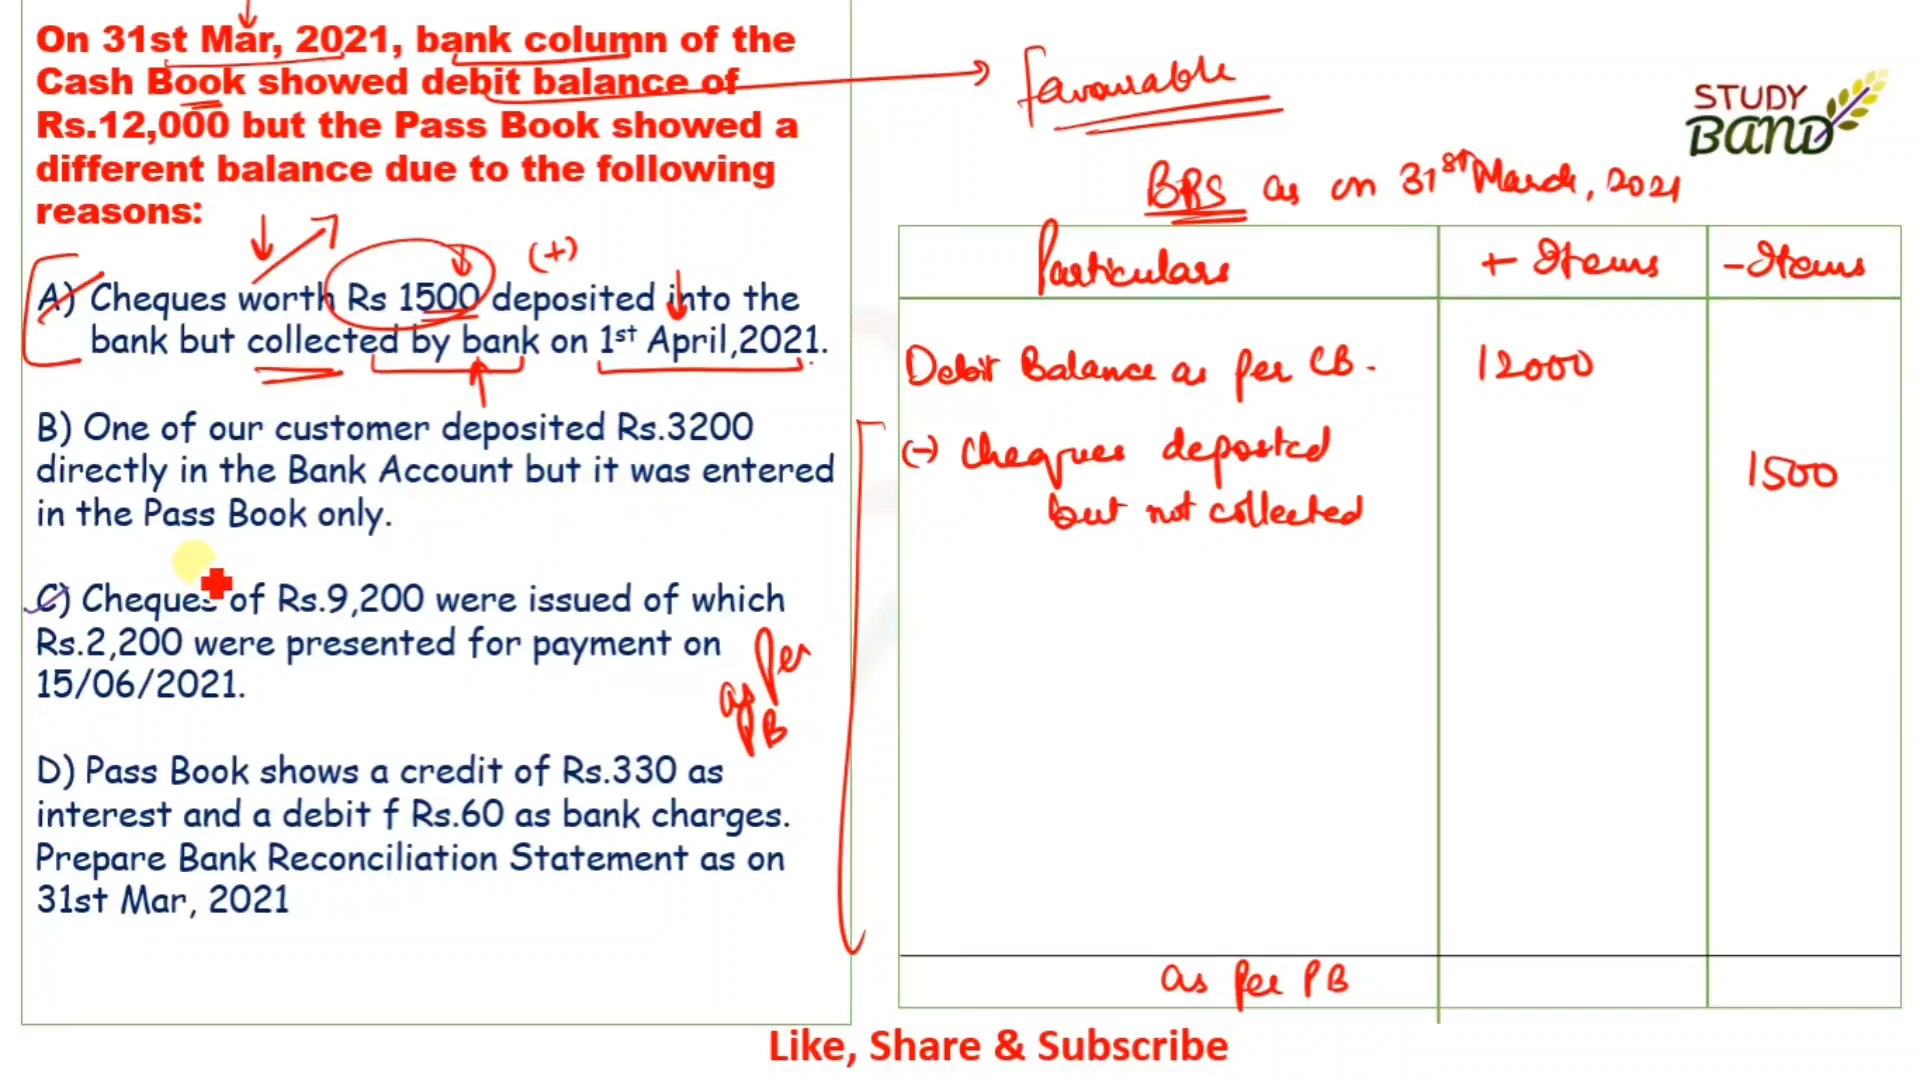 On 31st Mar, 2021, bank column of the
Cash Book showed debit balance of
Rs.12,000 but the Pass Book showed a
different balance due to the following
reasons:
(+)
A) Cheques worth Rs 1500 deposited into the
bank but collected by bank on 1st April,2021.
B) One of our customer deposited Rs.3200
directly in the Bank Account but it was entered
in the Pass Book only.
C) Cheques of Rs.9,200 were issued of which
Rs.2,200 were presented for payment on
15/06/2021.
as per
PB
D) Pass Book shows a credit of Rs.330 as
interest and a debit f Rs.60 as bank charges.
Prepare Bank Reconciliation Statement as on
31st Mar, 2021
favourable
STUDY
BAND
BRS as on 31st March, 2021
Particulars + Items - Items
Debit Balance as per CB. 12000
(-) Cheques deposited
but not collected 1500
as per PB
Like, Share & Subscribe